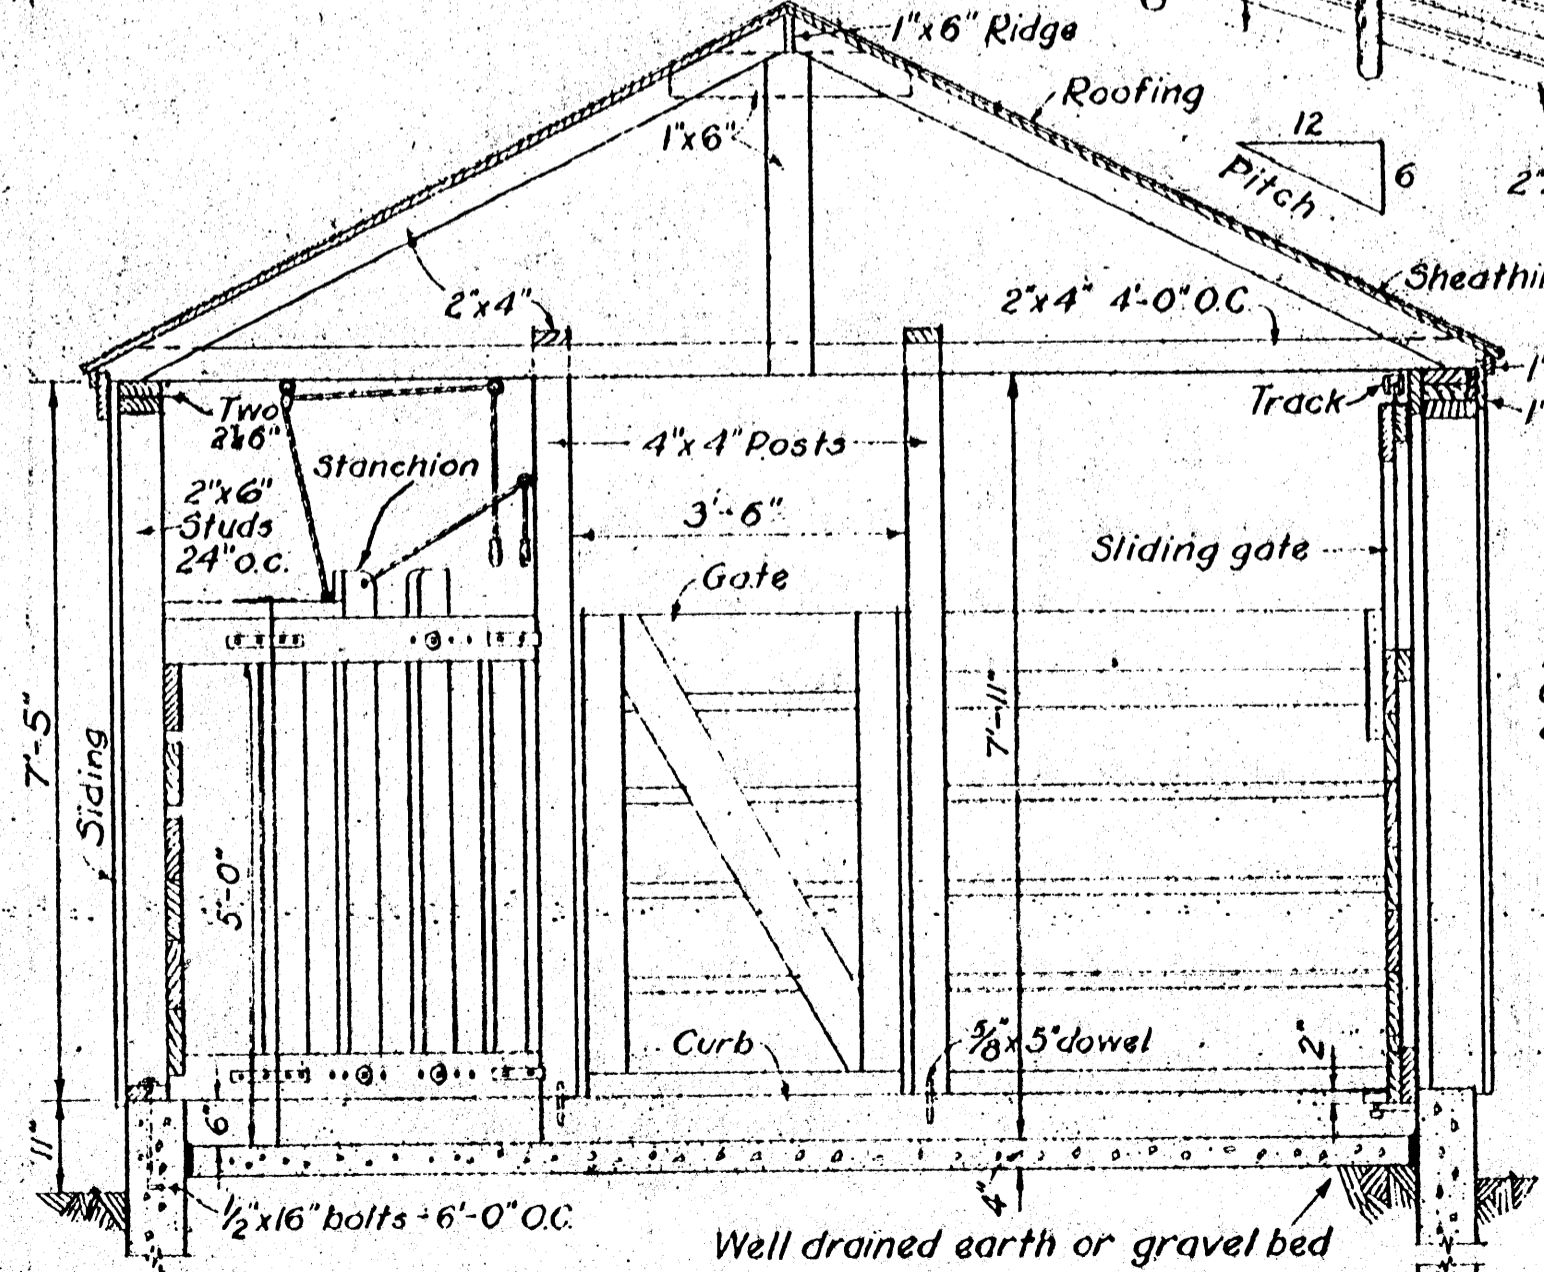 1"x6" Ridge
Roofing
1"x6"
12
6
Pitch
2"x4"
2"x4" 4'-0" O.C.
Track
Two
2"x6"
4"x4" Posts
Stanchion
2"x6"
Studs
24" O.C.
3'-6"
Sliding gate
Gate
7'-5"
Siding
7'-11"
5'-0"
Curb
5/8"x5" dowel
2"
6"
11"
4"
1/2"x16" bolts - 6'-0" O.C.
Well drained earth or gravel bed